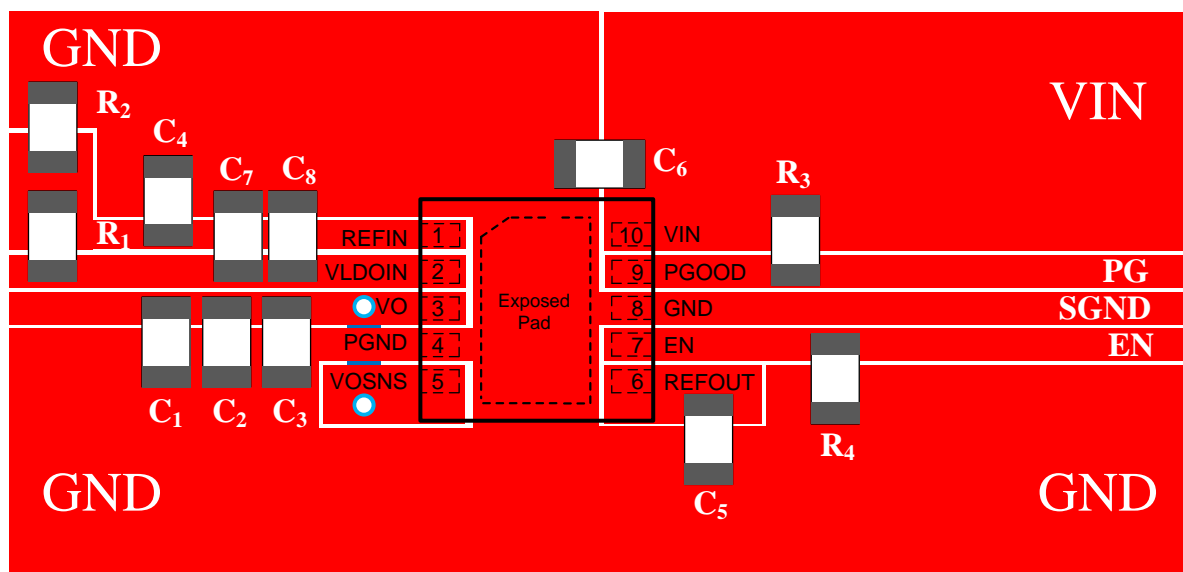 GND
VIN
R2
C4
C7
C8
C6
R3
R1
REFIN 1
10 VIN
VLDOIN 2
9 PGOOD
PG
VO 3
Exposed
Pad
8 GND
SGND
PGND 4
7 EN
EN
VOSNS 5
6 REFOUT
C1
C2
C3
R4
C5
GND
GND